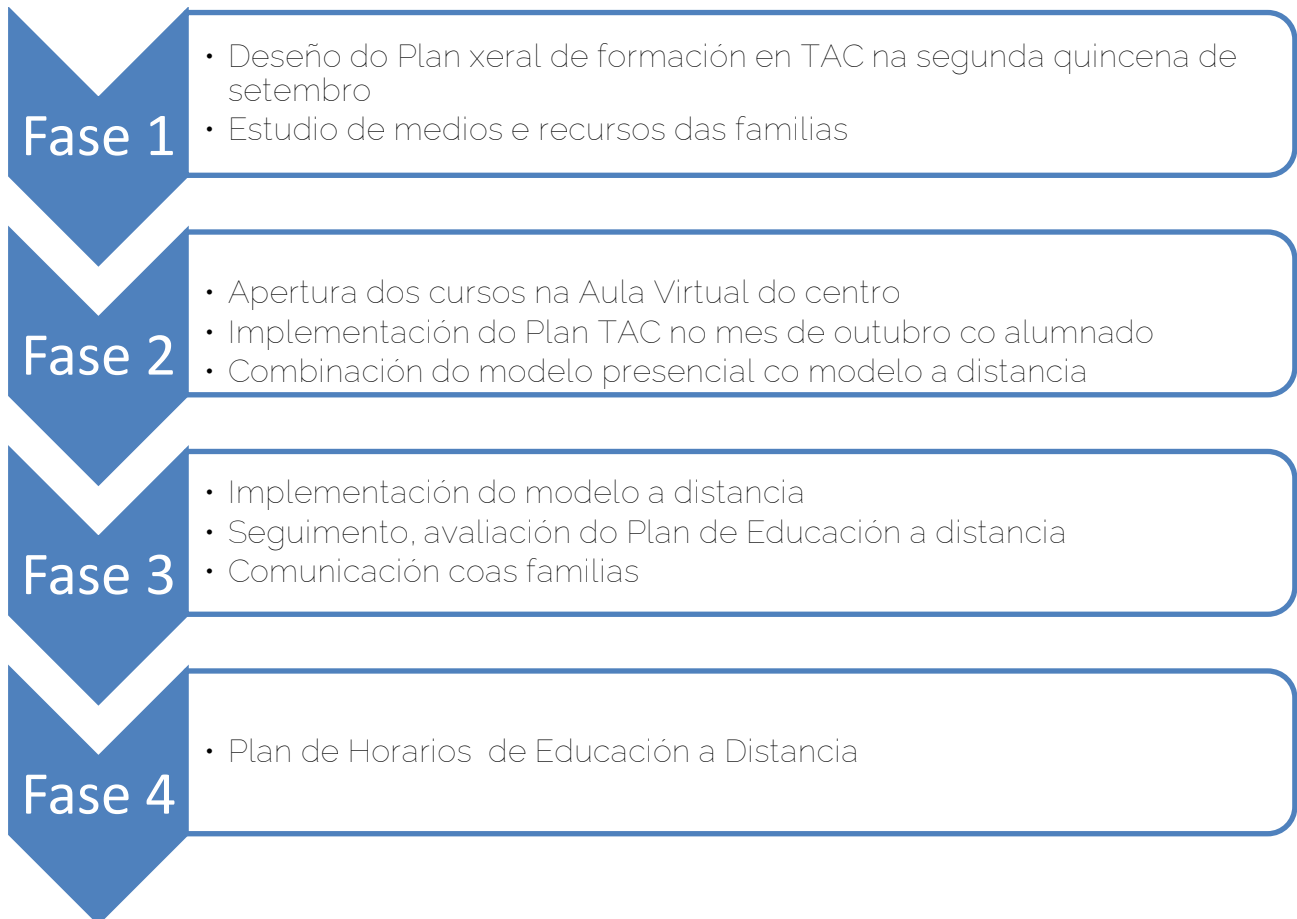 Fase 1
• Deseño do Plan xeral de formación en TAC na segunda quincena de
setembro
• Estudio de medios e recursos das familias
Fase 2
• Apertura dos cursos na Aula Virtual do centro
• Implementación do Plan TAC no mes de outubro co alumnado
• Combinación do modelo presencial co modelo a distancia
Fase 3
• Implementación do modelo a distancia
• Seguimento, avaliación do Plan de Educación a distancia
• Comunicación coas familias
Fase 4
• Plan de Horarios  de Educación a Distancia